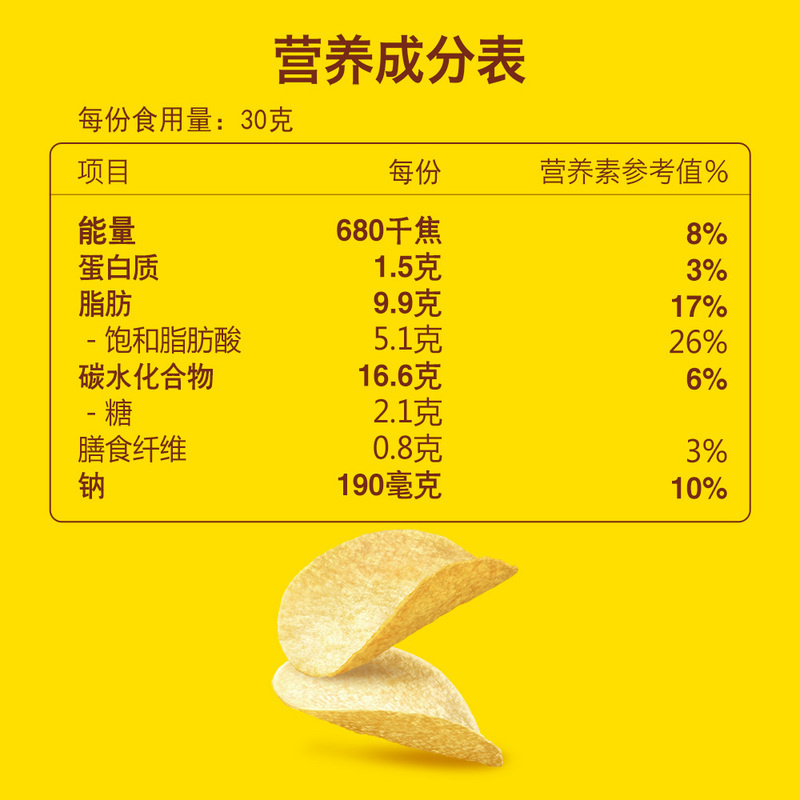 营养成分表
每份食用量：30克
项目 每份 营养素参考值%
能量 680千焦 8%
蛋白质 1.5克 3%
脂肪 9.9克 17%
- 饱和脂肪酸 5.1克 26%
碳水化合物 16.6克 6%
- 糖 2.1克
膳食纤维 0.8克 3%
钠 190毫克 10%